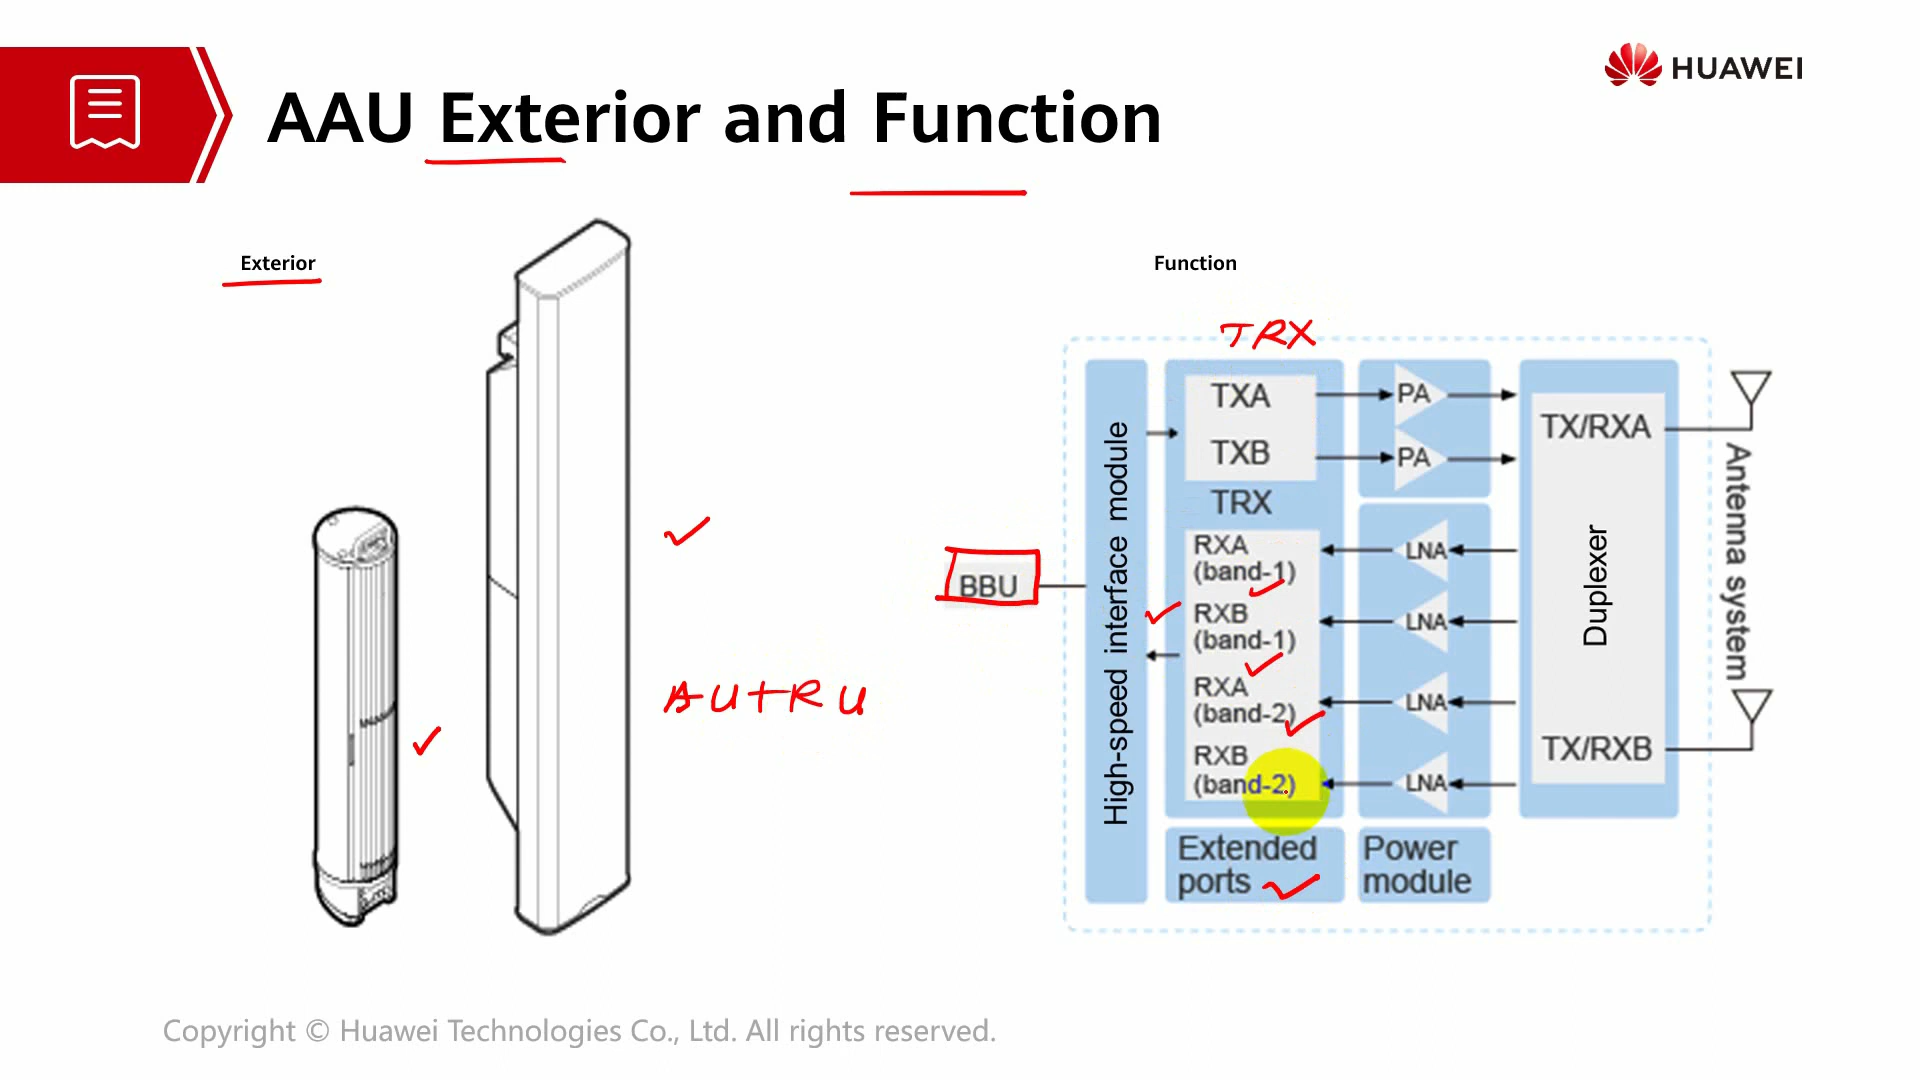 HUAWEI
AAU Exterior and Function
Exterior
Function
AU+RU
TRX
BBU
High-speed interface module
TXA
TXB
TRX
RXA
(band-1)
RXB
(band-1)
RXA
(band-2)
RXB
(band-2)
Extended
ports
PA
PA
LNA
LNA
LNA
LNA
Power
module
TX/RXA
Duplexer
TX/RXB
Antenna system
Copyright © Huawei Technologies Co., Ltd. All rights reserved.